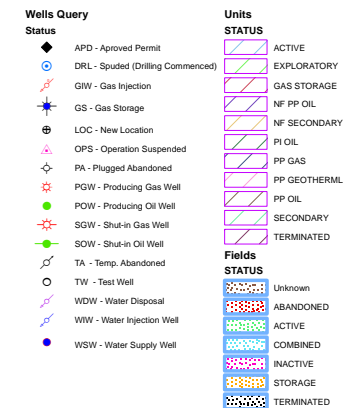 Wells Query
Status
APD - Aproved Permit
DRL - Spuded (Drilling Commenced)
GIW - Gas Injection
GS - Gas Storage
LOC - New Location
OPS - Operation Suspended
PA - Plugged Abandoned
PGW - Producing Gas Well
POW - Producing Oil Well
SGW - Shut-in Gas Well
SOW - Shut-in Oil Well
TA - Temp. Abandoned
TW - Test Well
WDW - Water Disposal
WIW - Water Injection Well
WSW - Water Supply Well
Units
STATUS
ACTIVE
EXPLORATORY
GAS STORAGE
NF PP OIL
NF SECONDARY
PI OIL
PP GAS
PP GEOTHERML
PP OIL
SECONDARY
TERMINATED
Fields
STATUS
Unknown
ABANDONED
ACTIVE
COMBINED
INACTIVE
STORAGE
TERMINATED